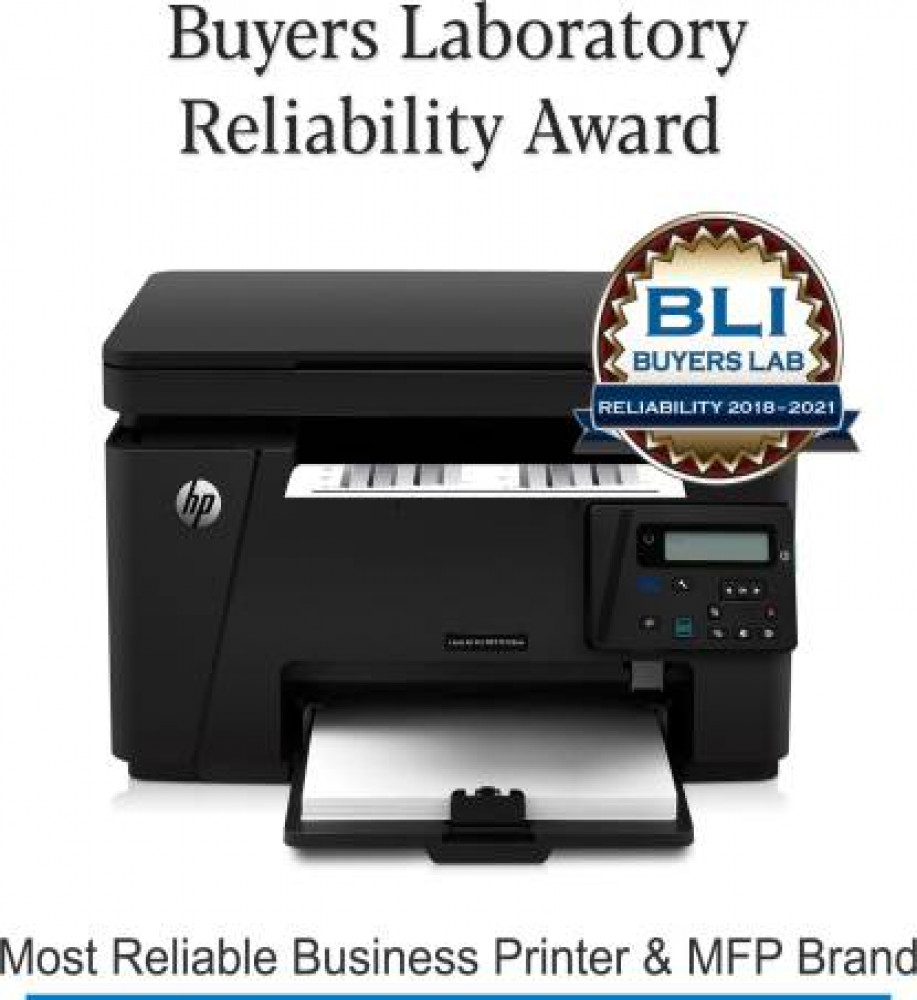 Buyers Laboratory
Reliability Award
BLI
BUYERS LAB
RELIABILITY 2018-2021
hp
Most Reliable Business Printer & MFP Brand